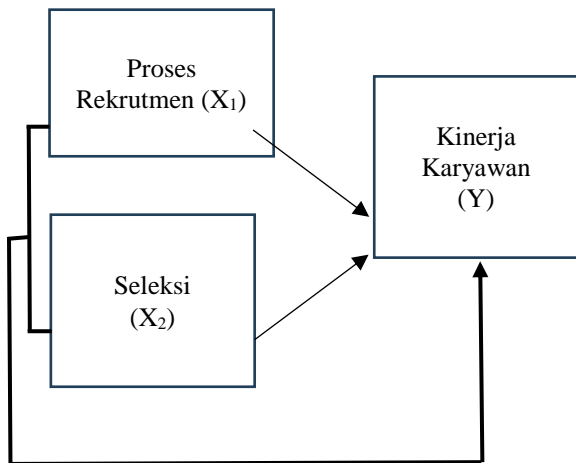 Proses
Rekrutmen (X₁)
Kinerja
Karyawan
(Y)
Seleksi
(X₂)